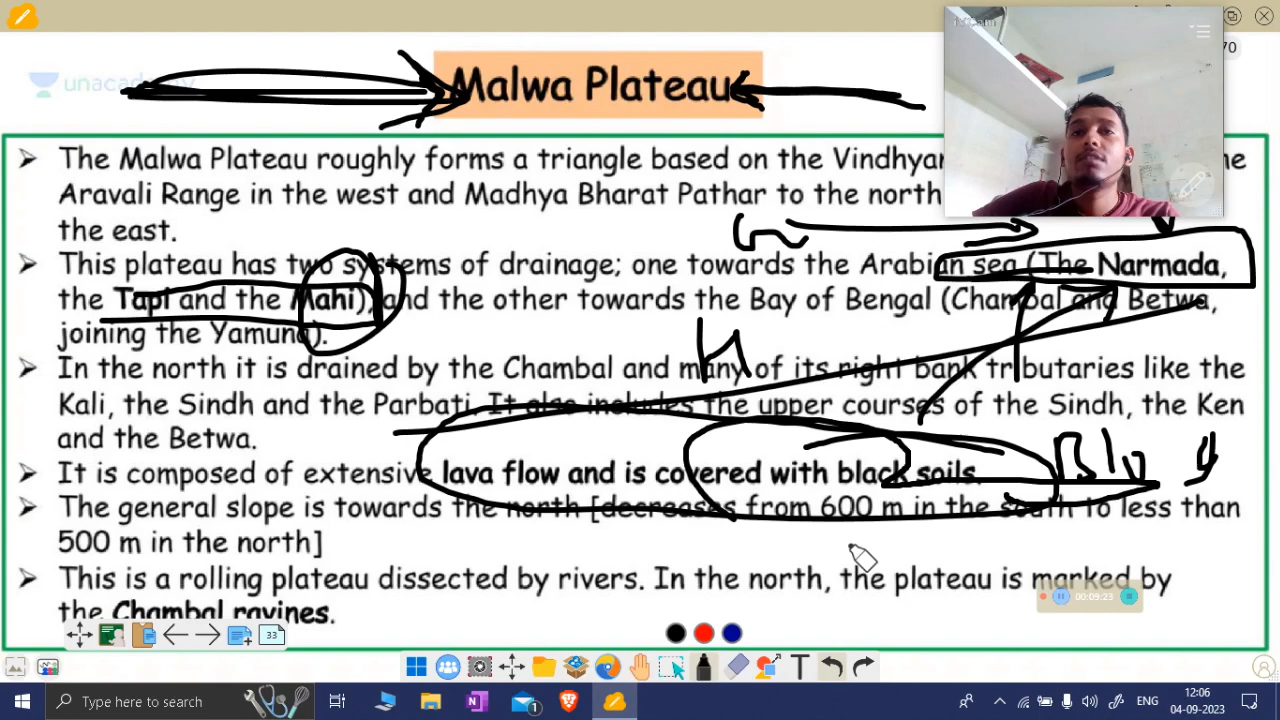 70
unacademy
Malwa Plateau
➤ The Malwa Plateau roughly forms a triangle based on the Vindhyan
Aravali Range in the west and Madhya Bharat Pathar to the north
the east.
➤ This plateau has two systems of drainage; one towards the Arabian sea (The Narmada,
the Tapi and the Mahi), and the other towards the Bay of Bengal (Chambal and Betwa,
joining the Yamuna).
➤ In the north it is drained by the Chambal and many of its right bank tributaries like the
Kali, the Sindh and the Parbati. It also includes the upper courses of the Sindh, the Ken
and the Betwa.
➤ It is composed of extensive lava flow and is covered with black soils.
➤ The general slope is towards the north [decreases from 600 m in the south to less than
500 m in the north]
➤ This is a rolling plateau dissected by rivers. In the north, the plateau is marked by
the Chambal ravines.
00:09:23
33
T
Type here to search
1
ENG
12:06
04-09-2023